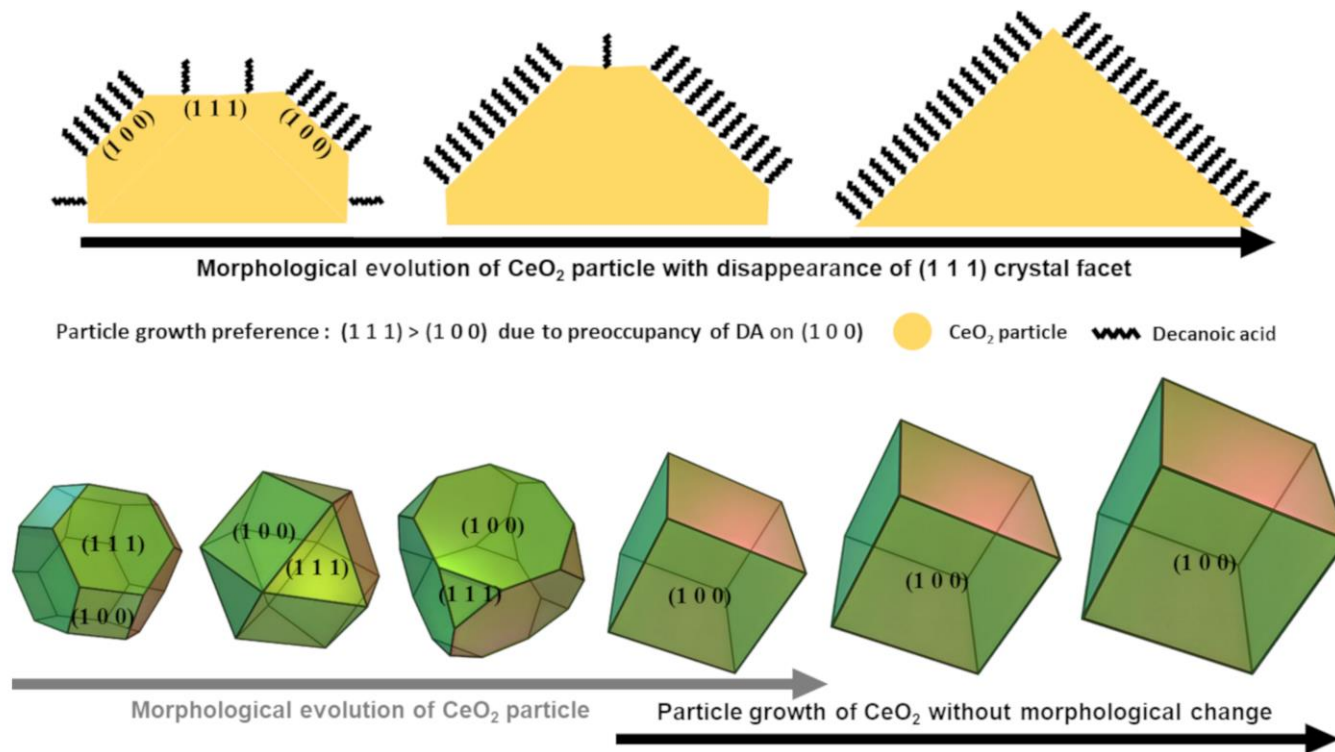 (1 0 0)
(1 1 1)
(1 0 0)
Morphological evolution of CeO₂ particle with disappearance of (1 1 1) crystal facet
Particle growth preference : (1 1 1) > (1 0 0) due to preoccupancy of DA on (1 0 0)
CeO₂ particle
Decanoic acid
(1 1 1)
(1 0 0)
(1 0 0)
(1 1 1)
(1 0 0)
(1 1 1)
(1 0 0)
(1 0 0)
(1 0 0)
Morphological evolution of CeO₂ particle
Particle growth of CeO₂ without morphological change